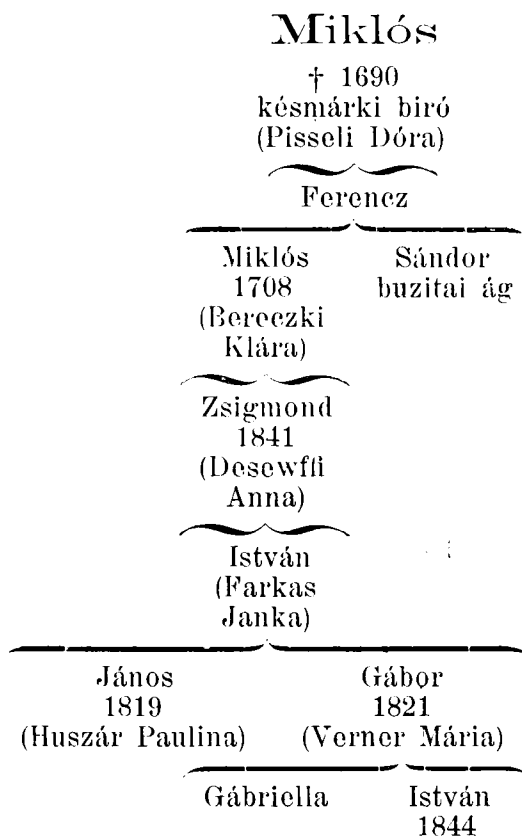 Miklós
† 1690
késmárki biró
(Pisseli Dóra)
Ferencz
Miklós Sándor
1708 buzitai ág
(Bereczki
Klára)
Zsigmond
1841
(Desewffi
Anna)
István
(Farkas
Janka)
János Gábor
1819 1821
(Huszár Paulina) (Verner Mária)
Gábriella István
1844